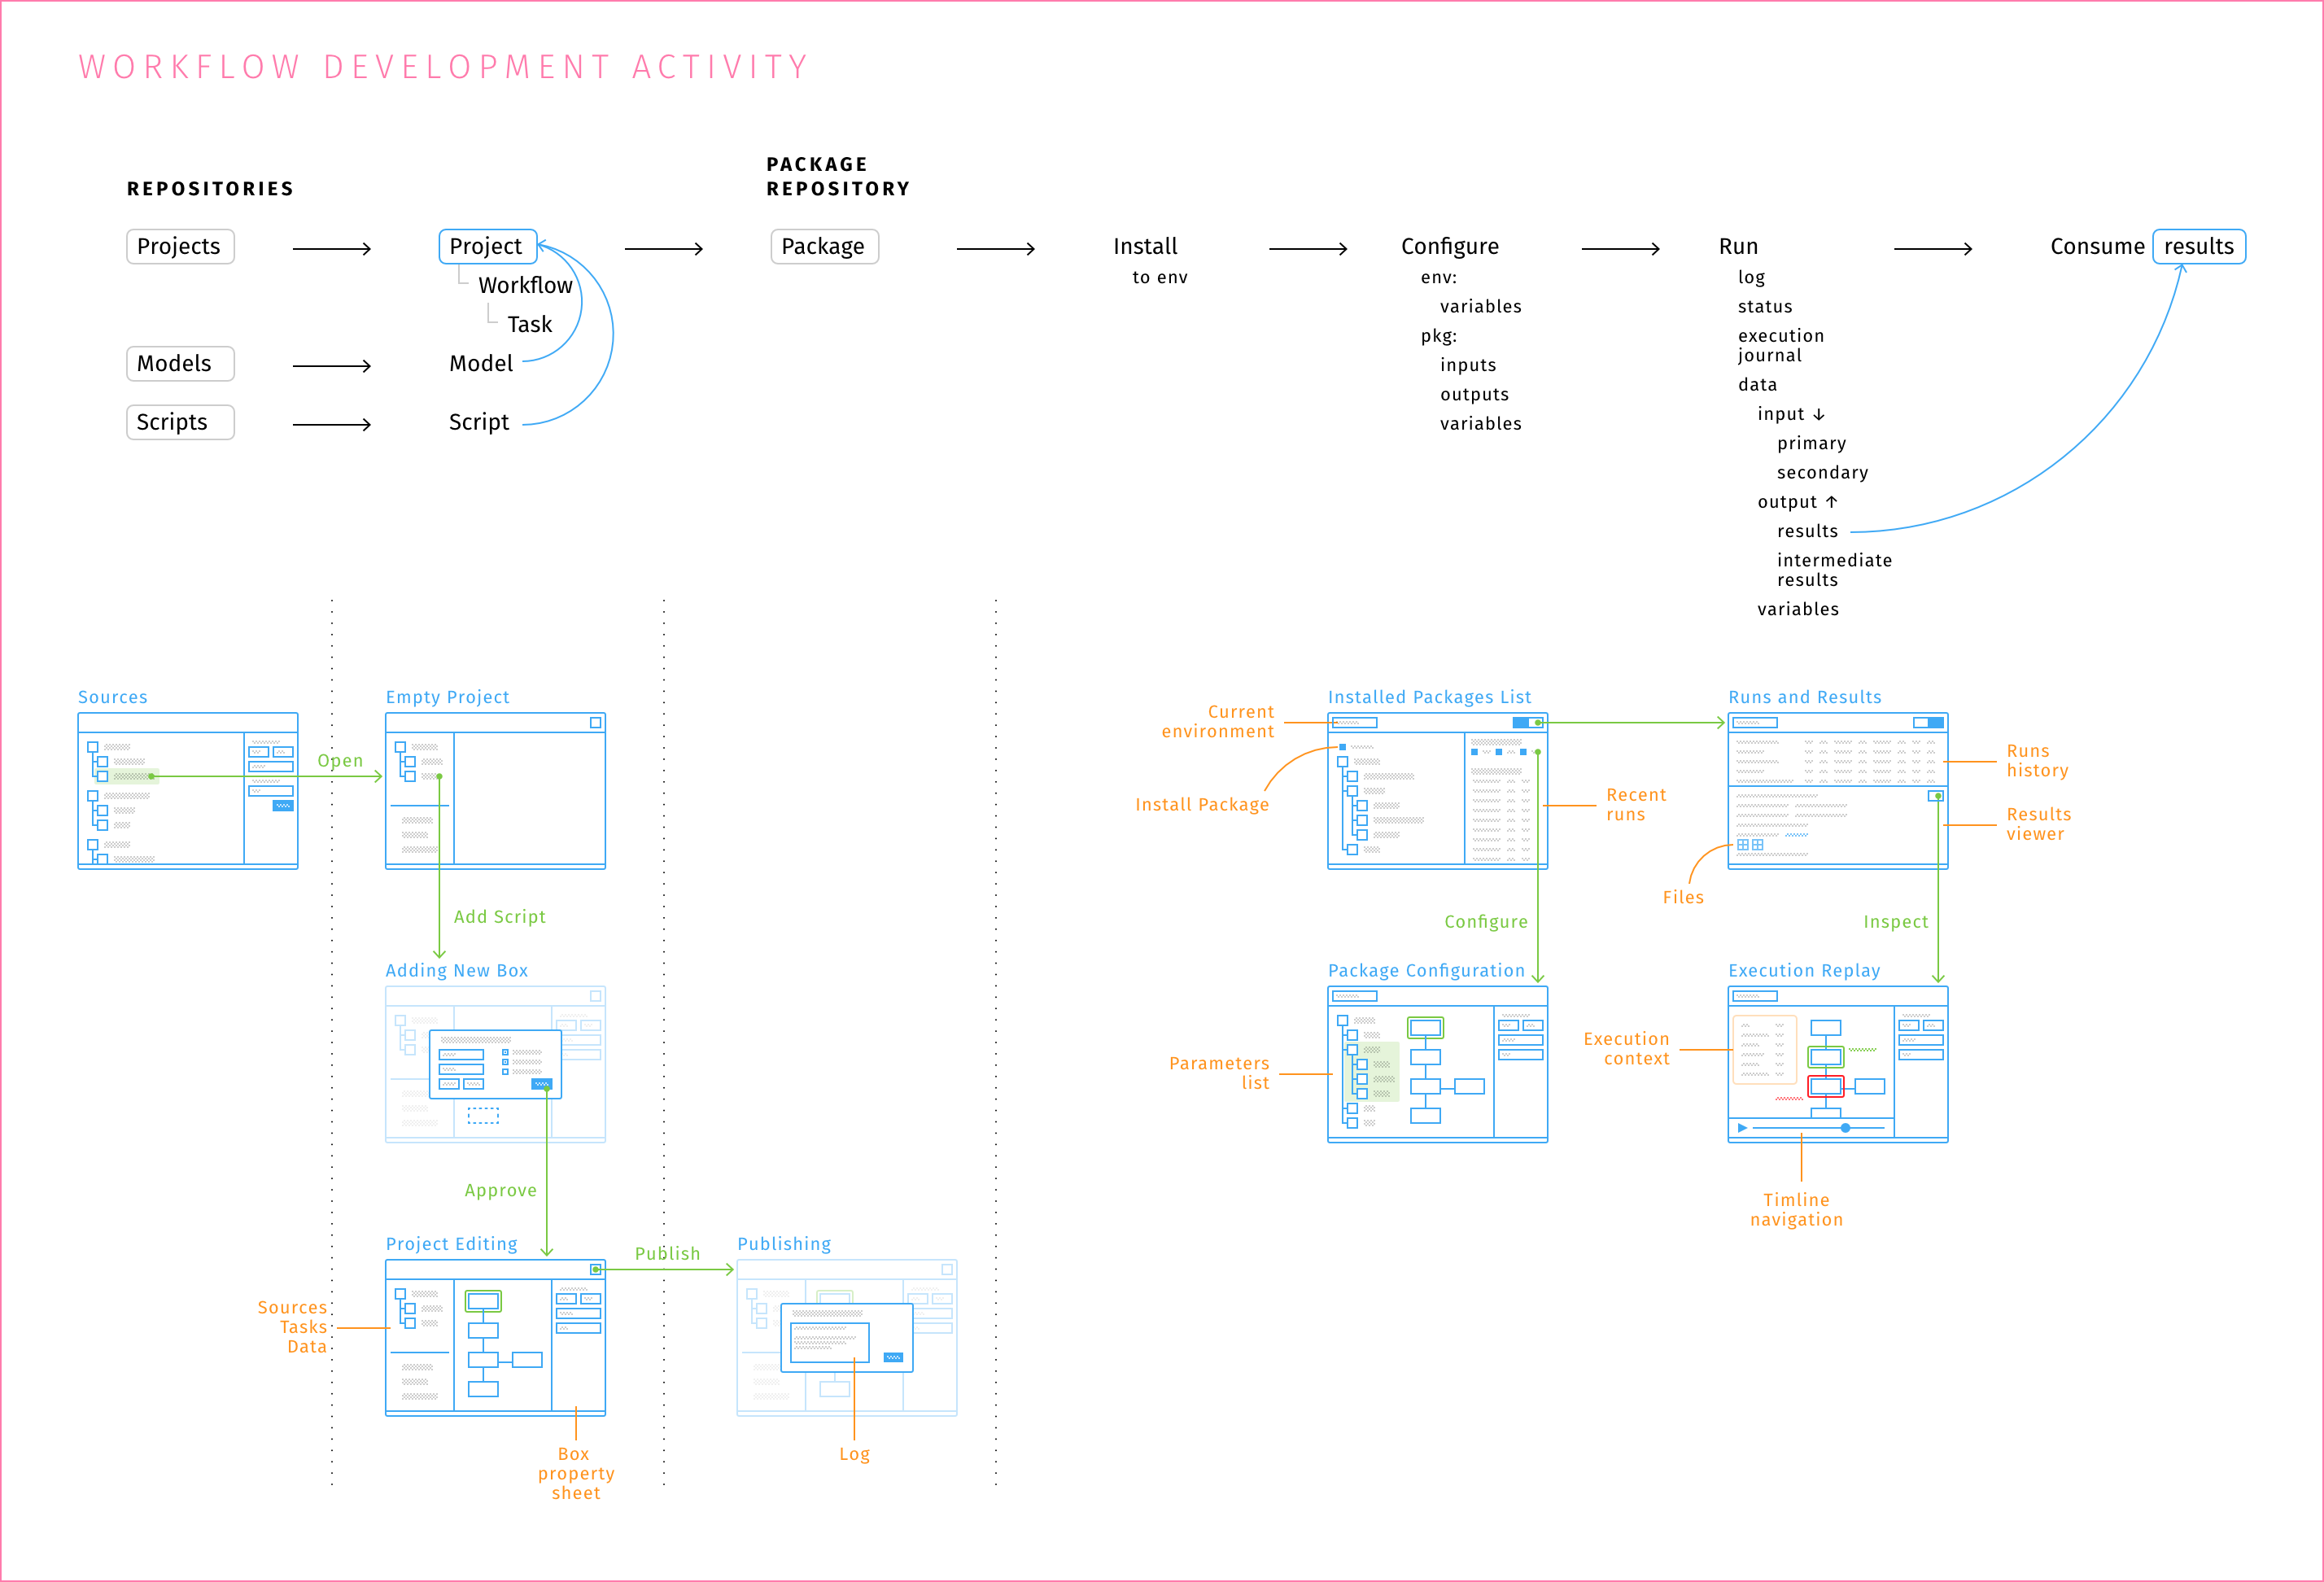 WORKFLOW DEVELOPMENT ACTIVITY
REPOSITORIES
PACKAGE
REPOSITORY
Projects
Project
Package
Install
Configure
Run
Consume results
Workflow
Task
Models
Model
Scripts
Script
to env
env:
variables
pkg:
inputs
outputs
variables
log
status
execution
journal
data
input ↓
primary
secondary
output ↑
results
intermediate
results
variables
Sources
Open
Empty Project
Add Script
Adding New Box
Approve
Project Editing
Sources
Tasks
Data
Box
property
sheet
Publish
Publishing
Log
Installed Packages List
Current
environment
Install Package
Recent
runs
Configure
Package Configuration
Parameters
list
Runs and Results
Runs
history
Results
viewer
Files
Inspect
Execution Replay
Execution
context
Timline
navigation